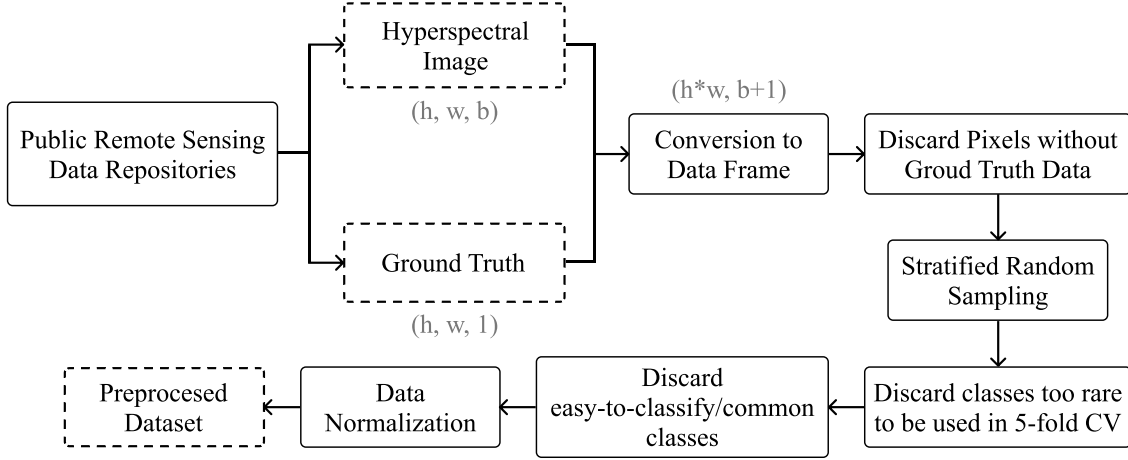 Public Remote Sensing
Data Repositories
Hyperspectral
Image
(h, w, b)
Ground Truth
(h, w, 1)
(h*w, b+1)
Conversion to
Data Frame
Discard Pixels without
Groud Truth Data
Stratified Random
Sampling
Discard classes too rare
to be used in 5-fold CV
Discard
easy-to-classify/common
classes
Data
Normalization
Preprocesed
Dataset